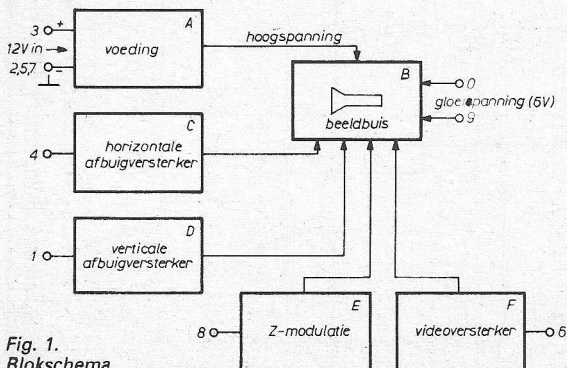 3 +
12V in
2,5,7 -
A
voeding
hoogspanning
B
beeldbuis
0
gloeispanning (6V)
9
C
4
horizontale
afbuigversterker
D
1
verticale
afbuigversterker
E
8
Z-modulatie
F
videoversterker
6
Fig. 1.
Blokschema